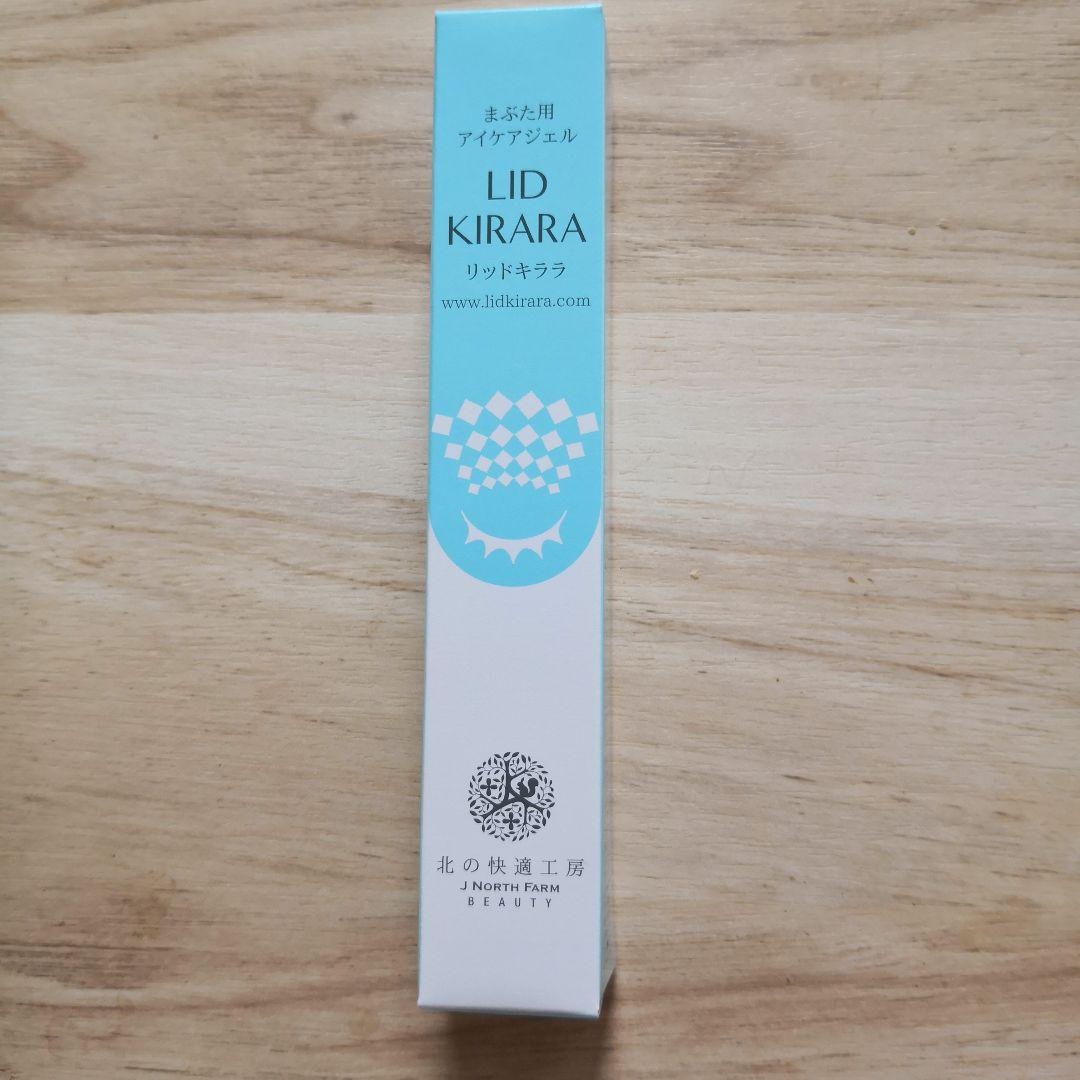 まぶた用
アイケアジェル
LID
KIRARA
リッドキララ
www.lidkirara.com
北の快適工房
J NORTH FARM
BEAUTY